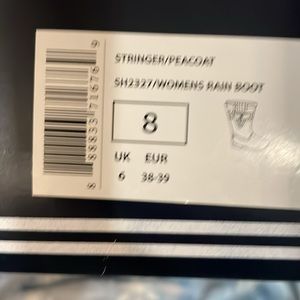 STRINGER/PEACOAT
SH2327/WOMENS RAIN BOOT
8
UK EUR
6 38-39